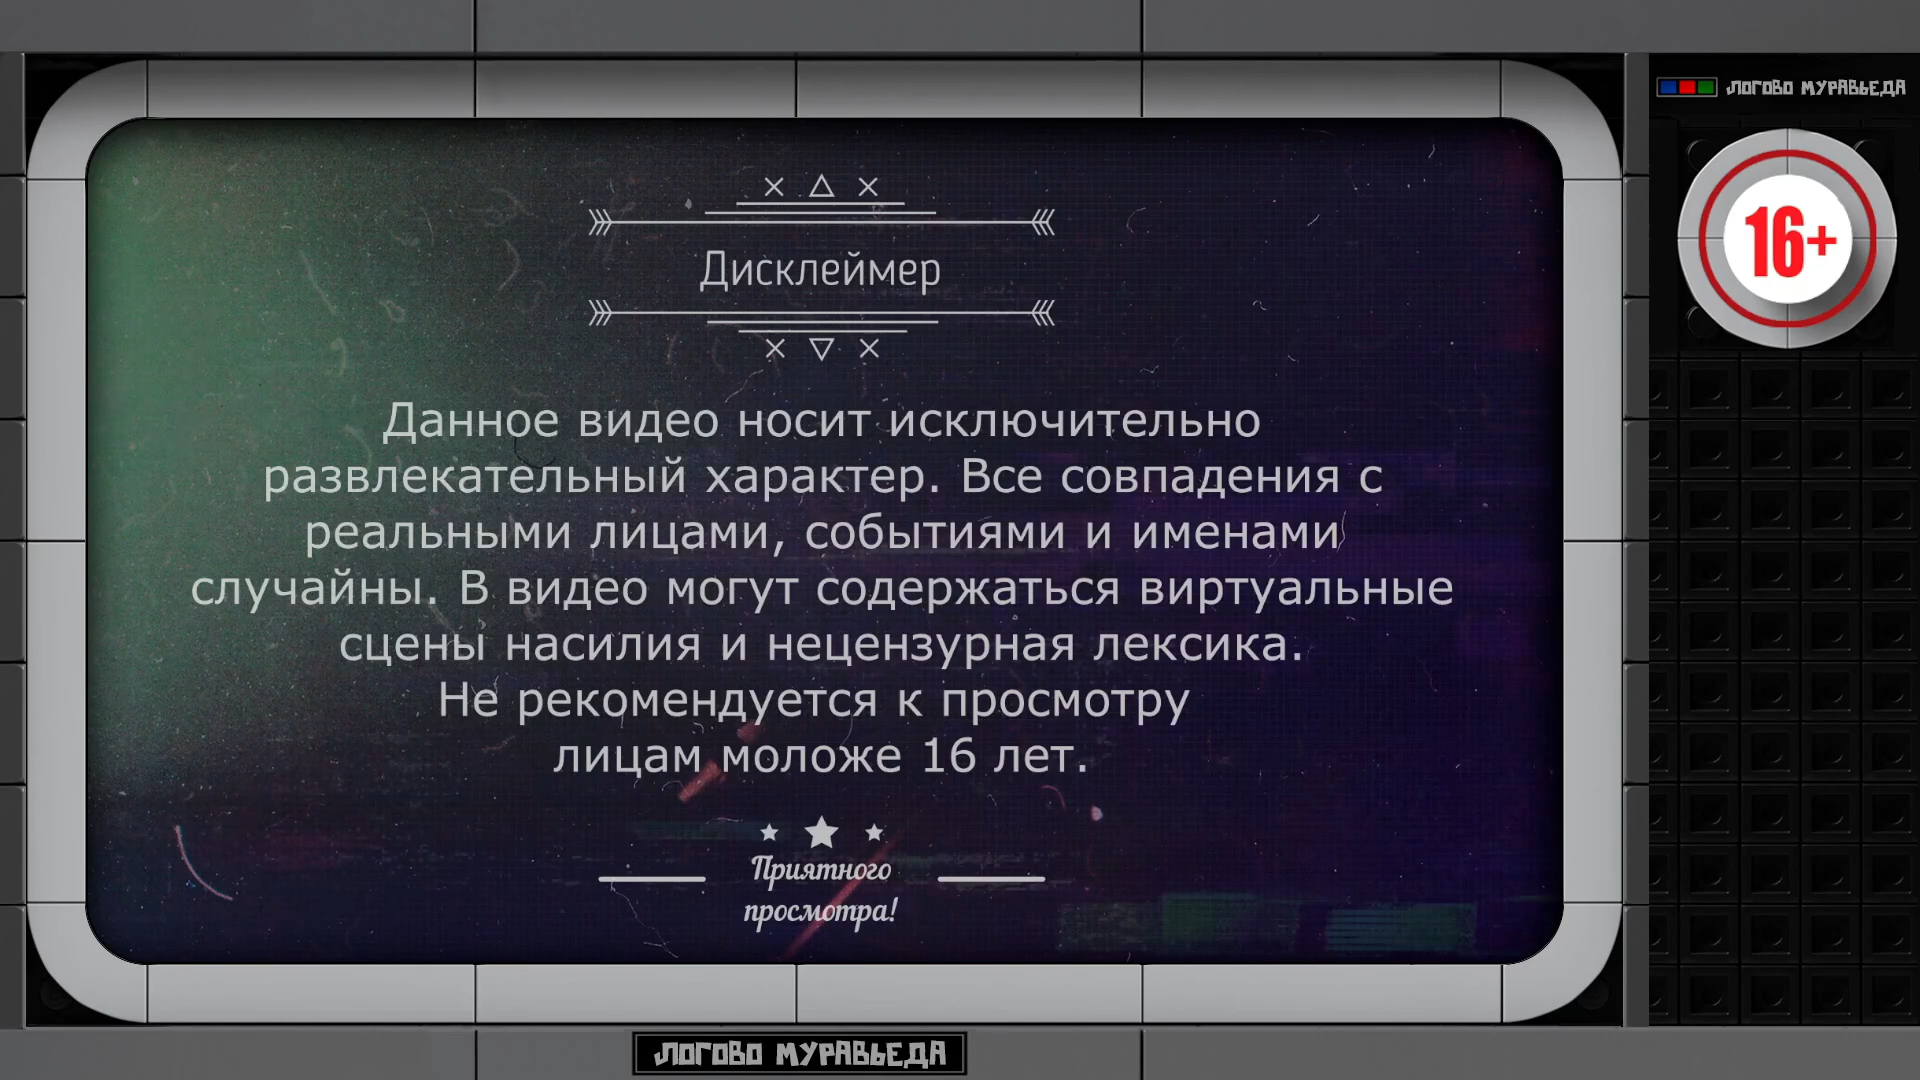 ЛОГОВО МУРАВЬЕДА
16+
Дисклеймер
Данное видео носит исключительно
развлекательный характер. Все совпадения с
реальными лицами, событиями и именами
случайны. В видео могут содержаться виртуальные
сцены насилия и нецензурная лексика.
Не рекомендуется к просмотру
лицам моложе 16 лет.
Приятного
просмотра!
ЛОГОВО МУРАВЬЕДА